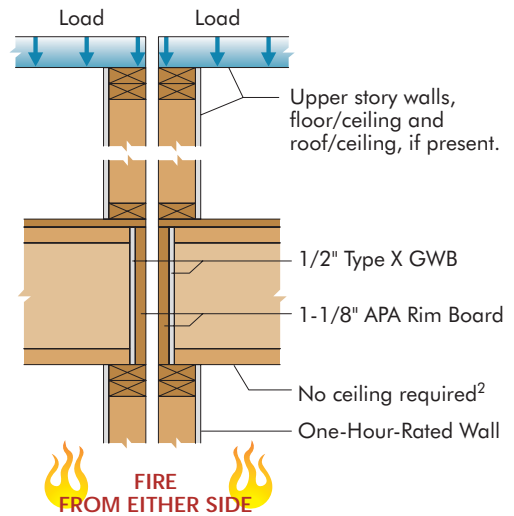 Load
Load
Upper story walls,
floor/ceiling and
roof/ceiling, if present.
1/2" Type X GWB
1-1/8" APA Rim Board
No ceiling required²
One-Hour-Rated Wall
FIRE
FROM EITHER SIDE